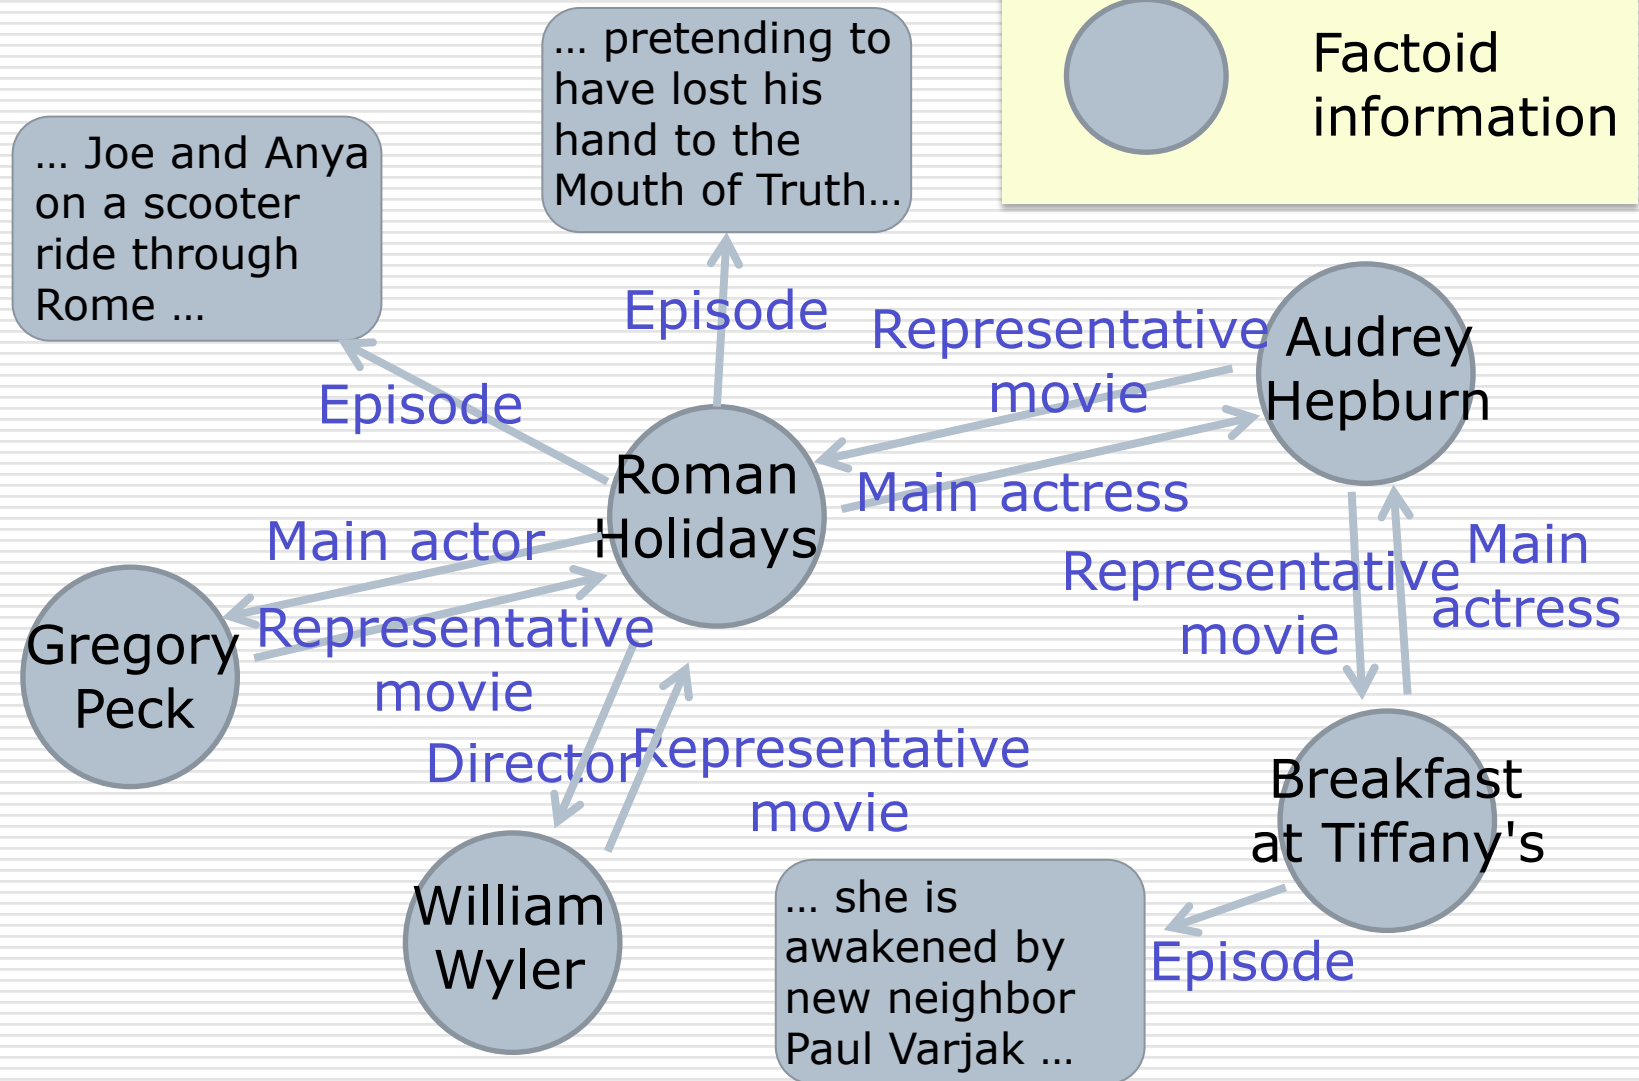 … pretending to
have lost his
hand to the
Mouth of Truth…
Factoid
information
… Joe and Anya
on a scooter
ride through
Rome …
Episode
Episode
Representative
movie
Audrey
Hepburn
Roman
Holidays
Main actress
Main actor
Representative
movie
Main
actress
Gregory
Peck
Representative
movie
Director
Representative
movie
Breakfast
at Tiffany's
William
Wyler
… she is
awakened by
new neighbor
Paul Varjak …
Episode